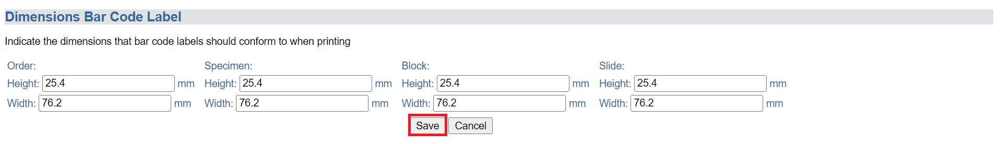 Dimensions Bar Code Label
Indicate the dimensions that bar code labels should conform to when printing
Order: Specimen: Block: Slide:
Height: 25.4 mm Height: 25.4 mm Height: 25.4 mm Height: 25.4 mm
Width: 76.2 mm Width: 76.2 mm Width: 76.2 mm Width: 76.2 mm
Save Cancel